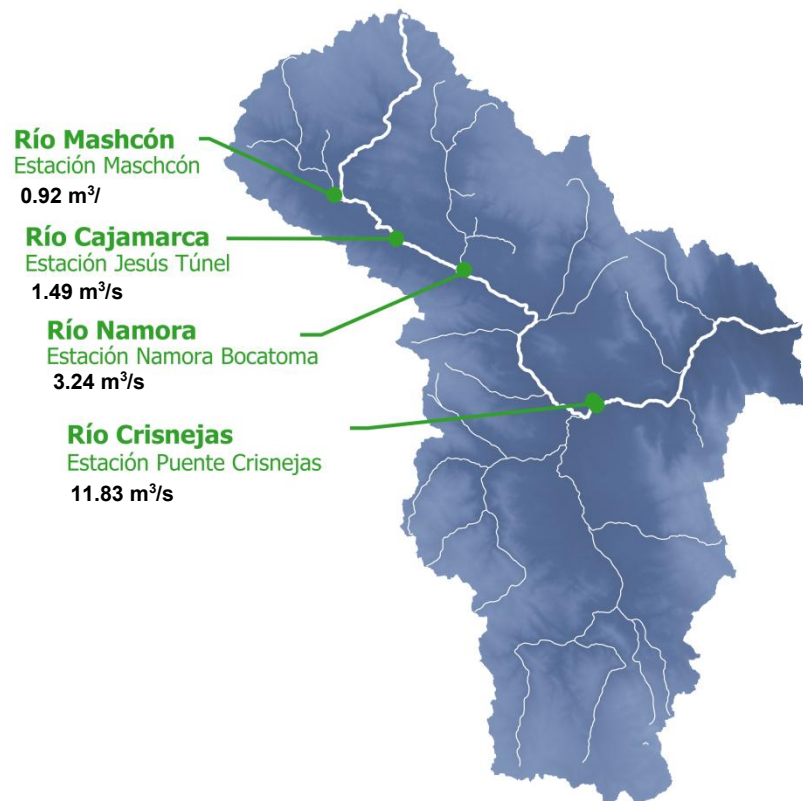 Río Mashcón
Estación Maschcón
0.92 m³/
Río Cajamarca
Estación Jesús Túnel
1.49 m³/s
Río Namora
Estación Namora Bocatoma
3.24 m³/s
Río Crisnejas
Estación Puente Crisnejas
11.83 m³/s